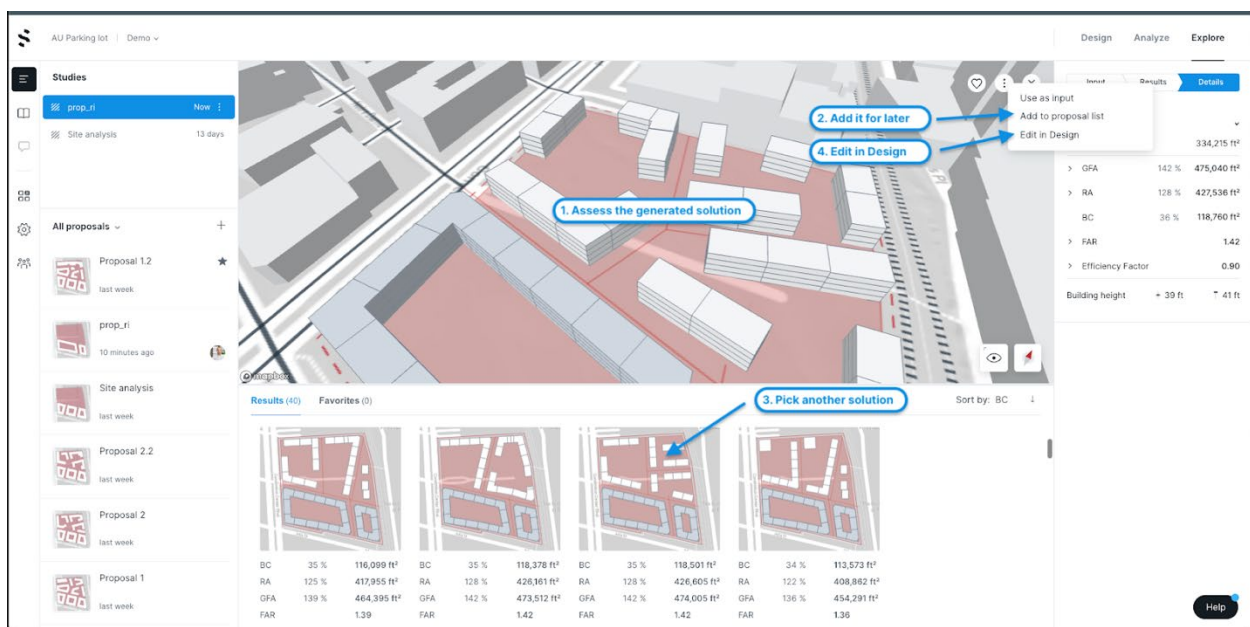 AU Parking lot | Demo
Design Analyze Explore
Studies
prop_ri Now
Site analysis 13 days
All proposals
Proposal 1.2
last week
prop_ri
10 minutes ago
Site analysis
last week
Proposal 2.2
last week
Proposal 2
last week
Proposal 1
last week
1. Assess the generated solution
2. Add it for later
4. Edit in Design
Use as input
Add to proposal list
Edit in Design
mapbox
Input Results Details
334,215 ft²
GFA 142 % 475,040 ft²
RA 128 % 427,536 ft²
BC 36 % 118,760 ft²
FAR 1.42
Efficiency Factor 0.90
Building height + 39 ft 41 ft
Results (40) Favorites (0)
3. Pick another solution
Sort by: BC ↓
BC 35 % 116,099 ft²
RA 125 % 417,955 ft²
GFA 139 % 464,395 ft²
FAR 1.39
BC 35 % 118,378 ft²
RA 128 % 426,161 ft²
GFA 142 % 473,512 ft²
FAR 1.42
BC 35 % 118,501 ft²
RA 128 % 426,605 ft²
GFA 142 % 474,005 ft²
FAR 1.42
BC 34 % 113,573 ft²
RA 122 % 408,862 ft²
GFA 136 % 454,291 ft²
FAR 1.36
Help